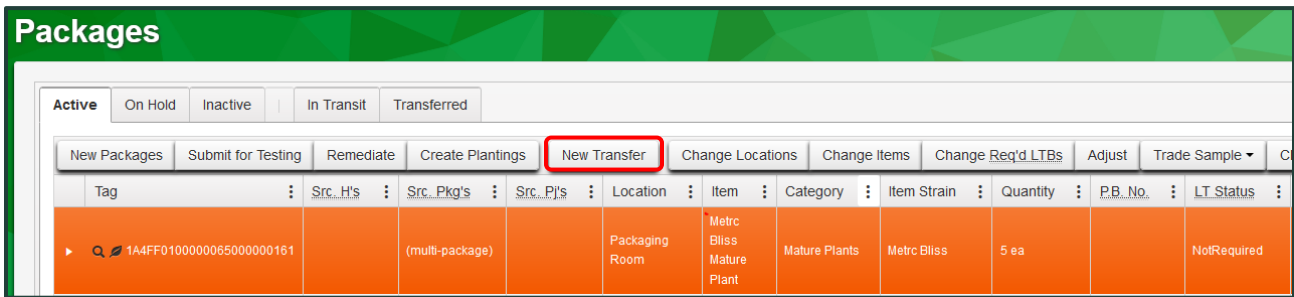 Packages
Active On Hold Inactive | In Transit Transferred
New Packages Submit for Testing Remediate Create Plantings New Transfer Change Locations Change Items Change Req'd LTBs Adjust Trade Sample
Tag Src. H's Src. Pkg's Src. Pj's Location Item Category Item Strain Quantity P.B. No. LT Status
1A4FF0100000065000000161 (multi-package) Packaging Room Metrc Bliss Mature Plant Mature Plants Metrc Bliss 5 ea NotRequired